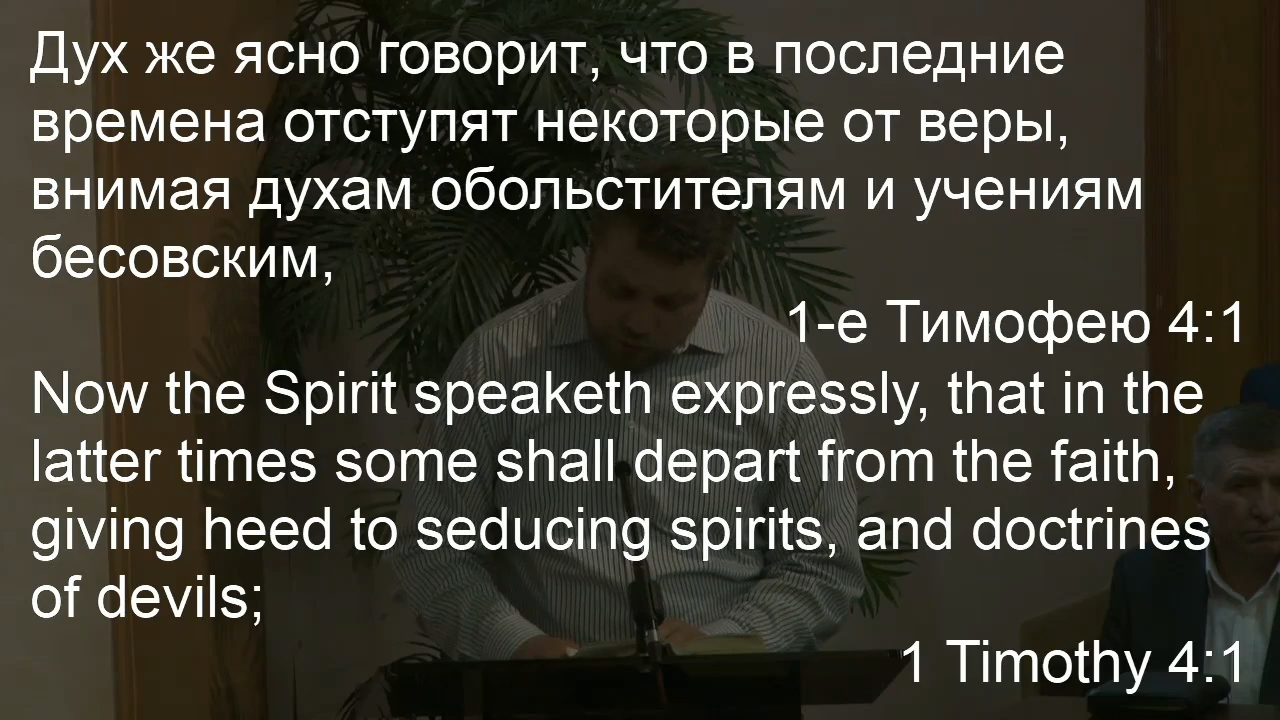 Дух же ясно говорит, что в последние
времена отступят некоторые от веры,
внимая духам обольстителям и учениям
бесовским,
1-е Тимофею 4:1
Now the Spirit speaketh expressly, that in the
latter times some shall depart from the faith,
giving heed to seducing spirits, and doctrines
of devils;
1 Timothy 4:1